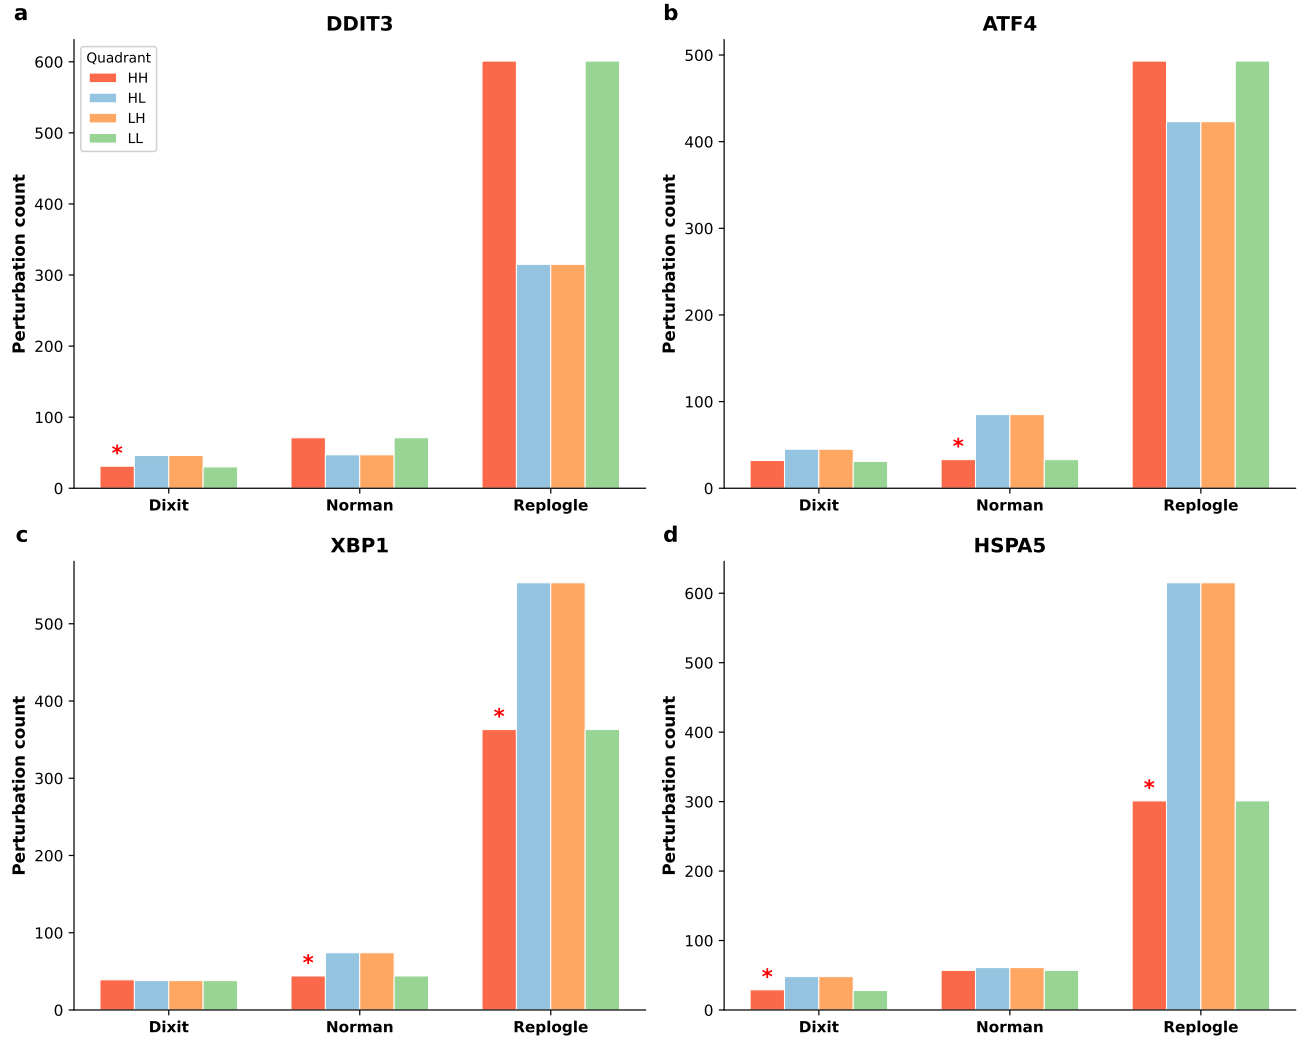 a
DDIT3
Perturbation count
600
500
400
300
200
100
0
Quadrant
HH
HL
LH
LL
*
Dixit
Norman
Replogle
b
ATF4
Perturbation count
500
400
300
200
100
0
*
Dixit
Norman
Replogle
c
XBP1
Perturbation count
500
400
300
200
100
0
*
*
Dixit
Norman
Replogle
d
HSPA5
Perturbation count
600
500
400
300
200
100
0
*
*
Dixit
Norman
Replogle